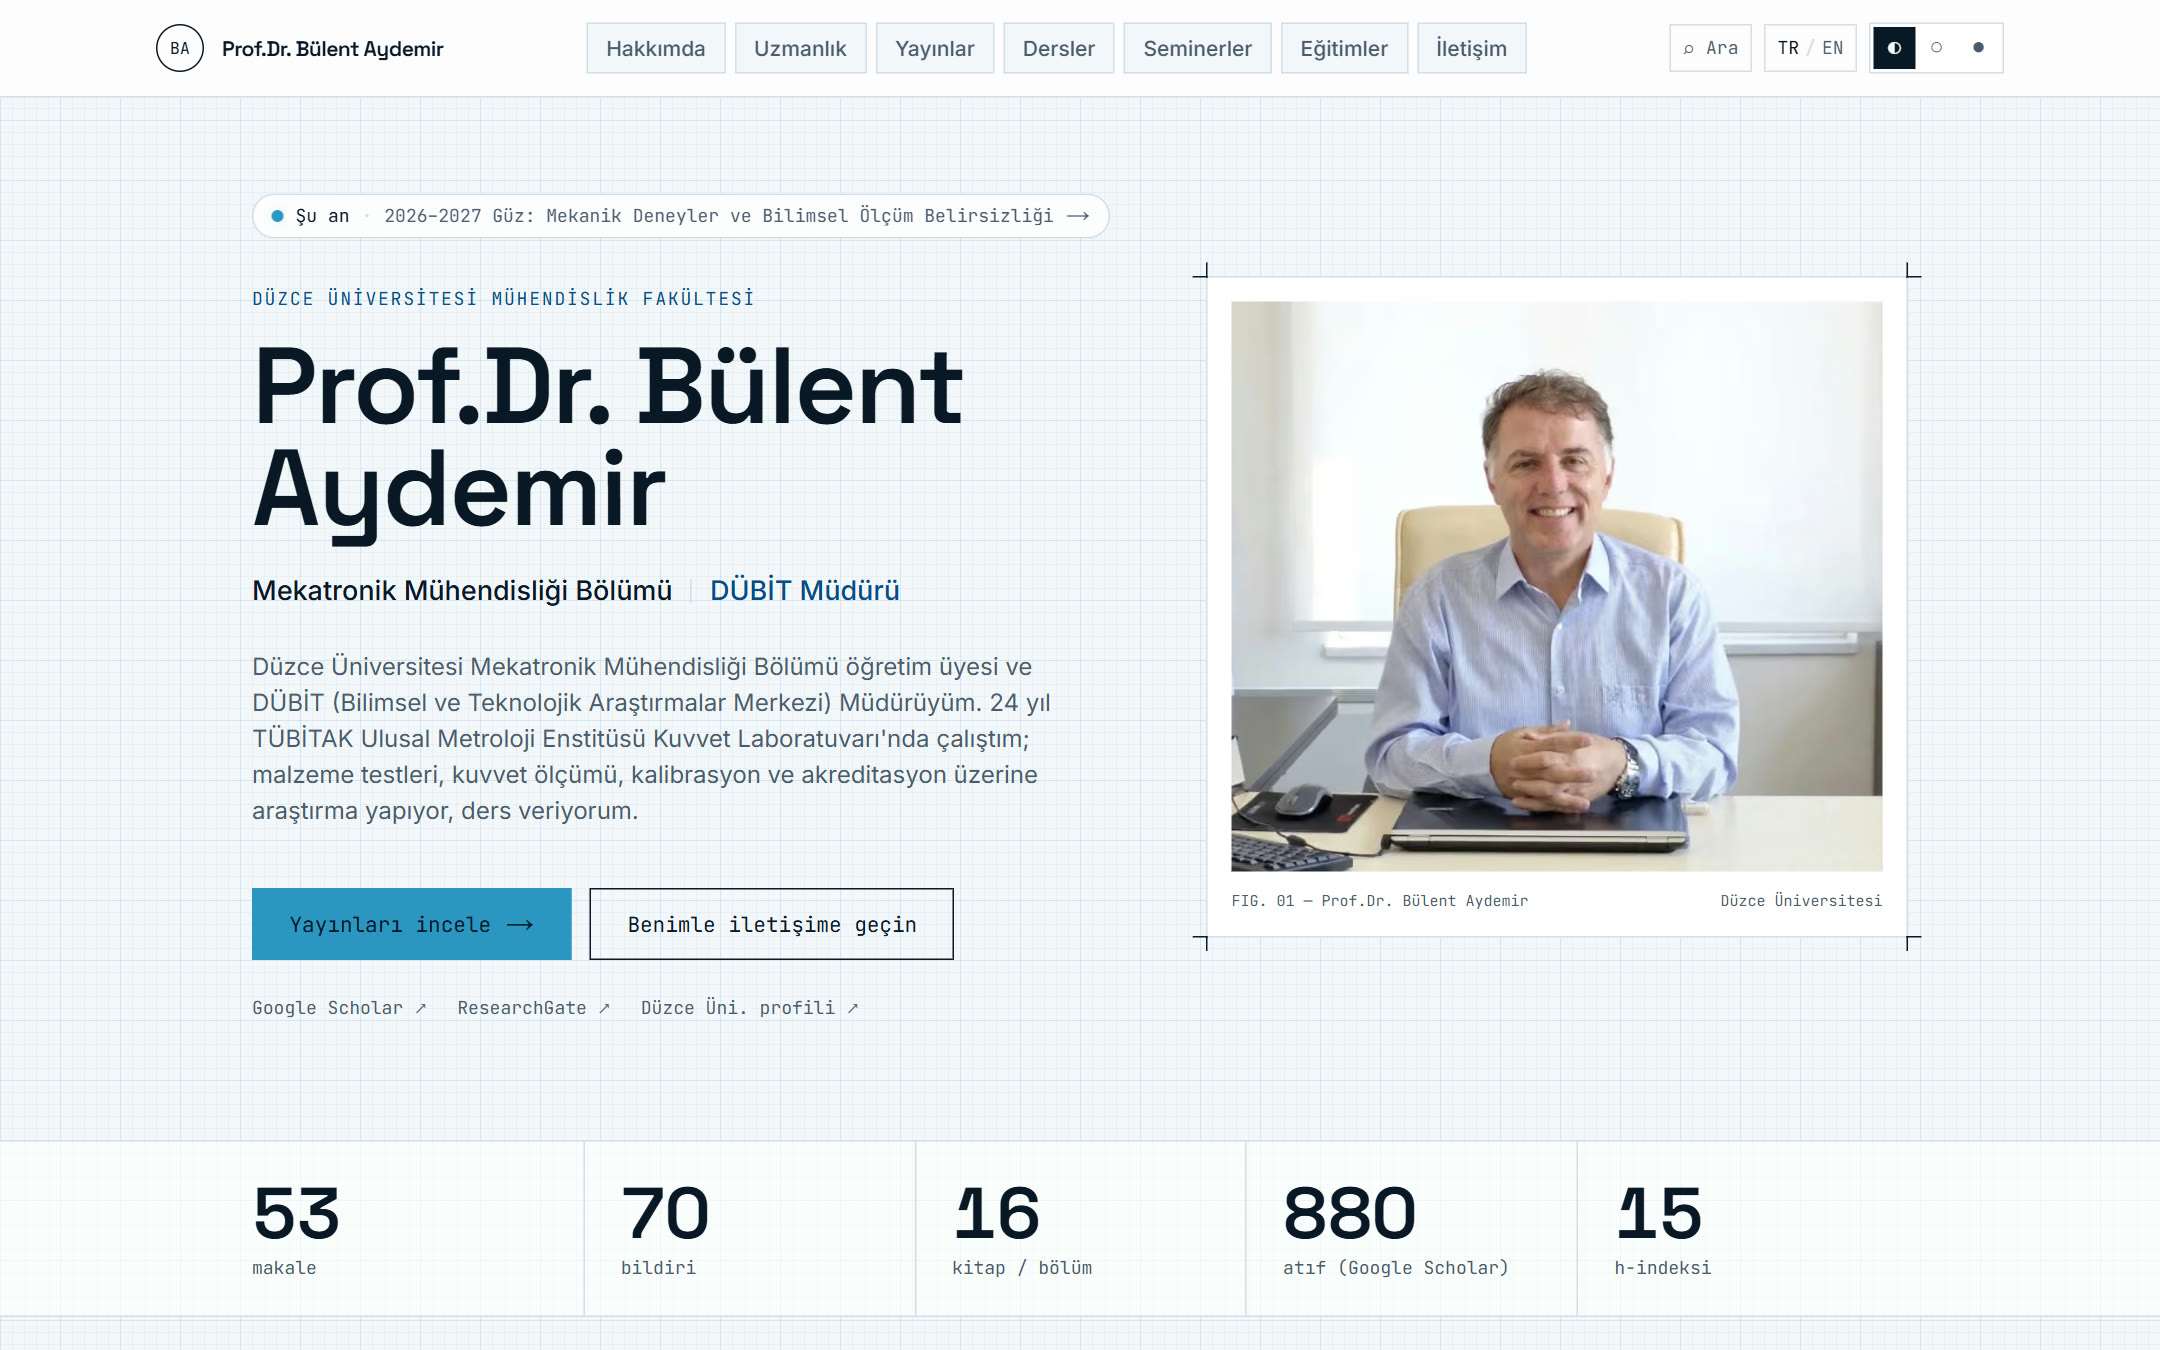 BA
Prof.Dr. Bülent Aydemir
Hakkımda
Uzmanlık
Yayınlar
Dersler
Seminerler
Eğitimler
İletişim
⌕ Ara
TR / EN
Şu an · 2026-2027 Güz: Mekanik Deneyler ve Bilimsel Ölçüm Belirsizliği →
DÜZCE ÜNİVERSİTESİ MÜHENDİSLİK FAKÜLTESİ
Prof.Dr. Bülent
Aydemir
Mekatronik Mühendisliği Bölümü
DÜBİT Müdürü
Düzce Üniversitesi Mekatronik Mühendisliği Bölümü öğretim üyesi ve
DÜBİT (Bilimsel ve Teknolojik Araştırmalar Merkezi) Müdürüyüm. 24 yıl
TÜBİTAK Ulusal Metroloji Enstitüsü Kuvvet Laboratuvarı'nda çalıştım;
malzeme testleri, kuvvet ölçümü, kalibrasyon ve akreditasyon üzerine
araştırma yapıyor, ders veriyorum.
Yayınları incele →
Benimle iletişime geçin
Google Scholar ↗
ResearchGate ↗
Düzce Üni. profili ↗
FIG. 01 — Prof.Dr. Bülent Aydemir
Düzce Üniversitesi
53
makale
70
bildiri
16
kitap / bölüm
880
atıf (Google Scholar)
15
h-indeksi